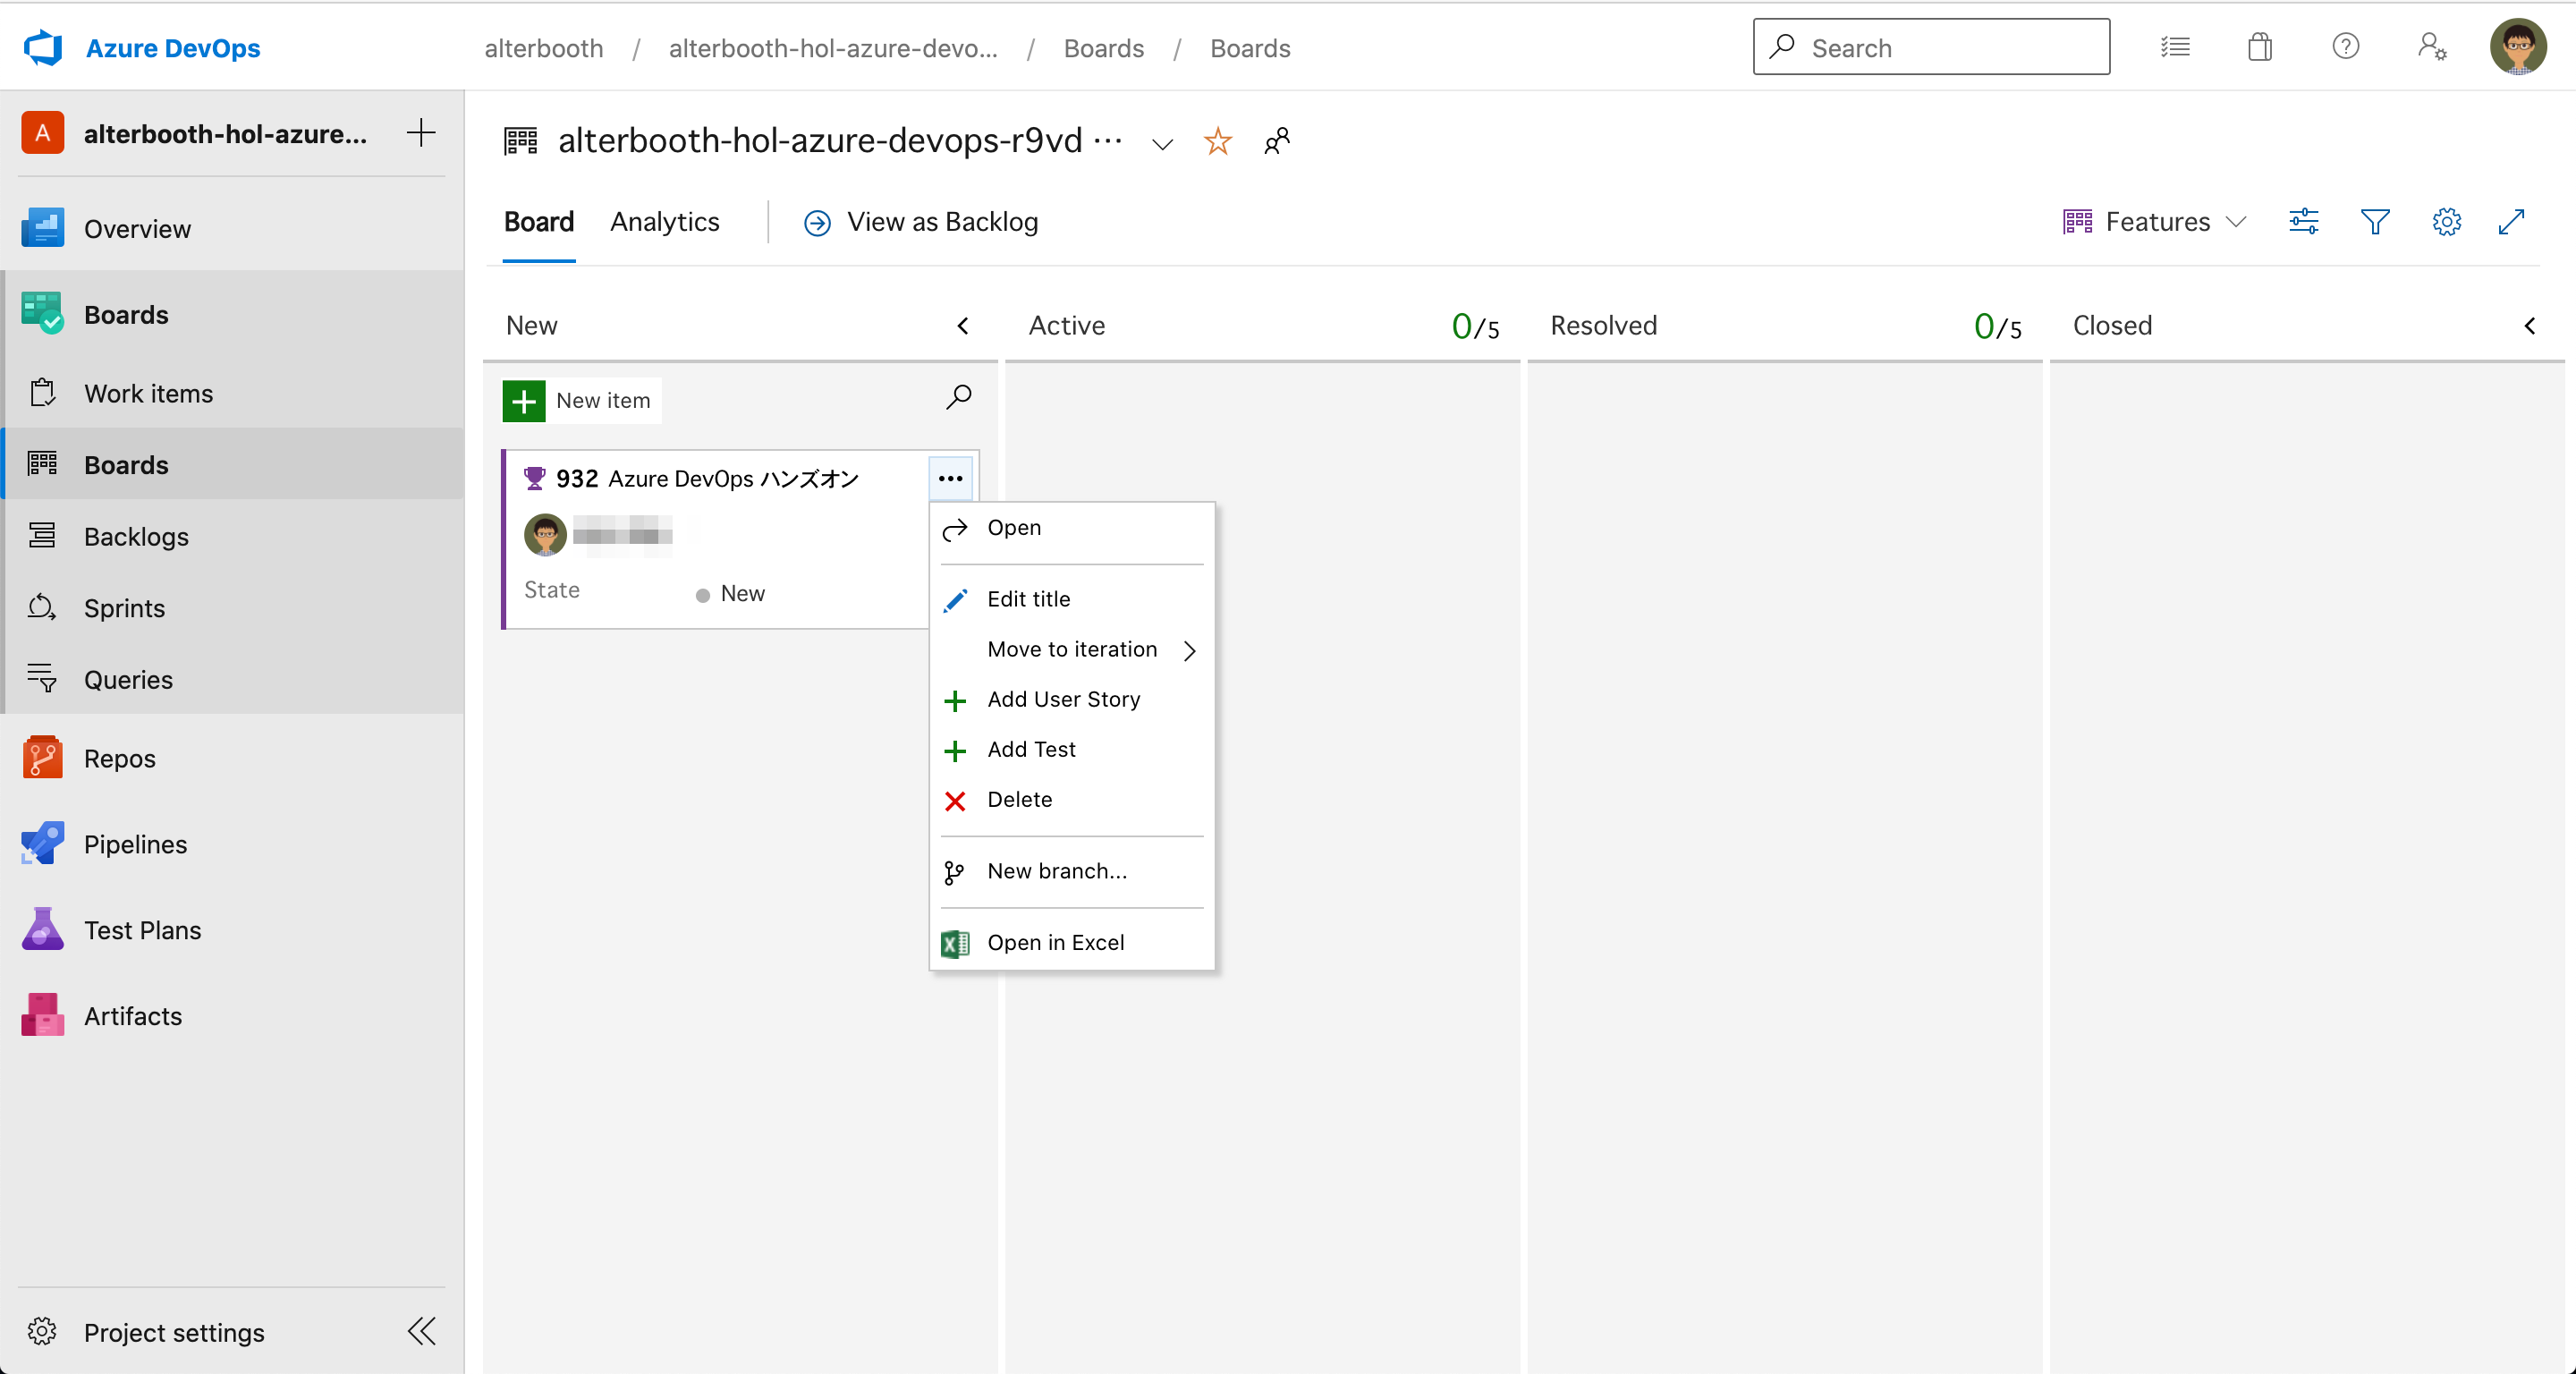 Azure DevOps
alterbooth / alterbooth-hol-azure-devo... / Boards / Boards
Search
A alterbooth-hol-azure...
Overview
Boards
Work items
Boards
Backlogs
Sprints
Queries
Repos
Pipelines
Test Plans
Artifacts
Project settings
alterbooth-hol-azure-devops-r9vd ...
Board Analytics View as Backlog
Features
New Active 0/5 Resolved 0/5 Closed
New item
932 Azure DevOps ハンズオン
State New
Open
Edit title
Move to iteration
Add User Story
Add Test
Delete
New branch...
Open in Excel